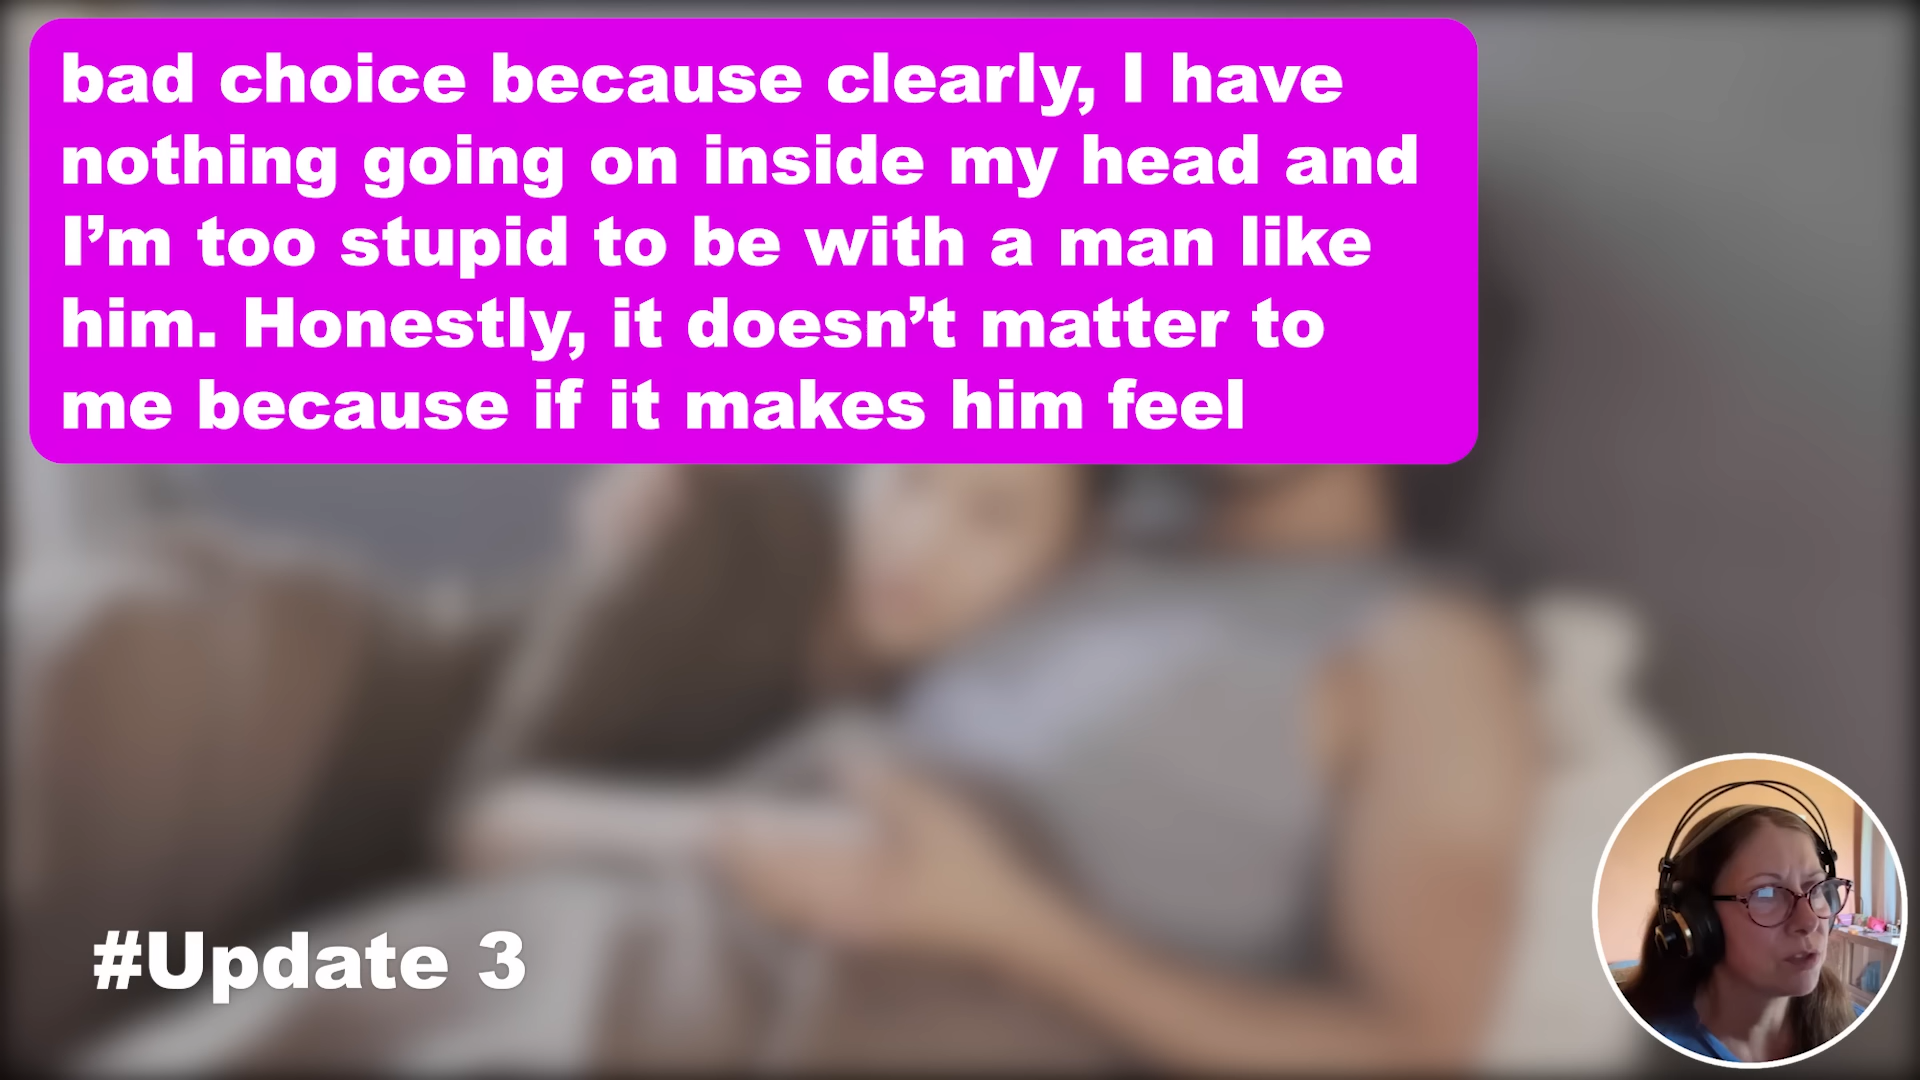 bad choice because clearly, I have
nothing going on inside my head and
I’m too stupid to be with a man like
him. Honestly, it doesn’t matter to
me because if it makes him feel
#Update 3